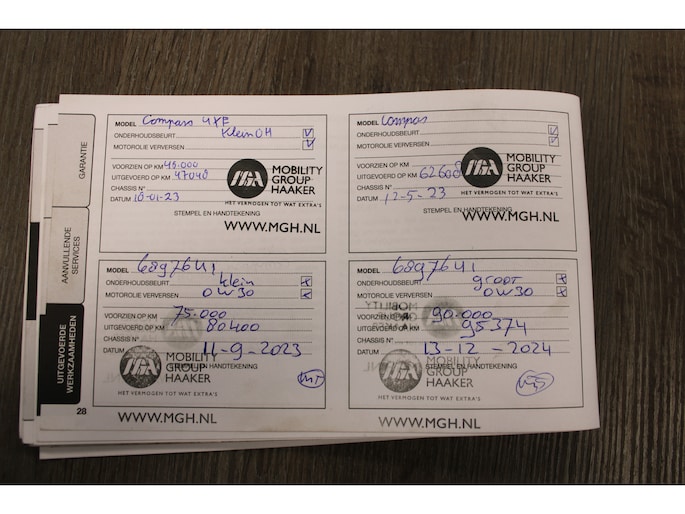 GARANTIE
AANVULLENDE
SERVICES
UITGEVOERDE
WERKZAAMHEDEN
28
MODEL Compass 4XE
ONDERHOUDSBEURT Klein OH
MOTOROLIE VERVERSEN
VOORZIEN OP KM 45.000
UITGEVOERD OP KM 47048
CHASSIS N°
DATUM 10-01-23
STEMPEL EN HANDTEKENING
MOBILITY
GROUP
HAAKER
HET VERMOGEN TOT WAT EXTRA'S
WWW.MGH.NL
MODEL Compas
ONDERHOUDSBEURT
MOTOROLIE VERVERSEN
VOORZIEN OP KM
UITGEVOERD OP KM 62608
CHASSIS N°
DATUM 12-5-23
STEMPEL EN HANDTEKENING
MOBILITY
GROUP
HAAKER
HET VERMOGEN TOT WAT EXTRA'S
WWW.MGH.NL
MODEL
ONDERHOUDSBEURT klein
MOTOROLIE VERVERSEN 0W30
VOORZIEN OP KM 75.000
UITGEVOERD OP KM 80400
CHASSIS N°
DATUM 11-9-2023
STEMPEL EN HANDTEKENING
MOBILITY
GROUP
HAAKER
HET VERMOGEN TOT WAT EXTRA'S
WWW.MGH.NL
MODEL
ONDERHOUDSBEURT groot
MOTOROLIE VERVERSEN 0W30
VOORZIEN OP KM 90.000
UITGEVOERD OP KM 95374
CHASSIS N°
DATUM 13-12-2024
STEMPEL EN HANDTEKENING
MOBILITY
GROUP
HAAKER
HET VERMOGEN TOT WAT EXTRA'S
WWW.MGH.NL